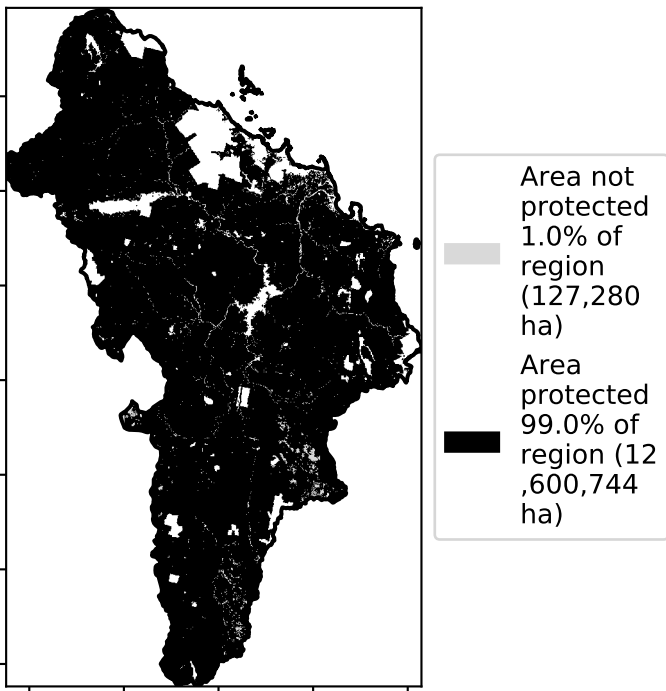 Area not
protected
1.0% of
region
(127,280
ha)
Area
protected
99.0% of
region (12
,600,744
ha)